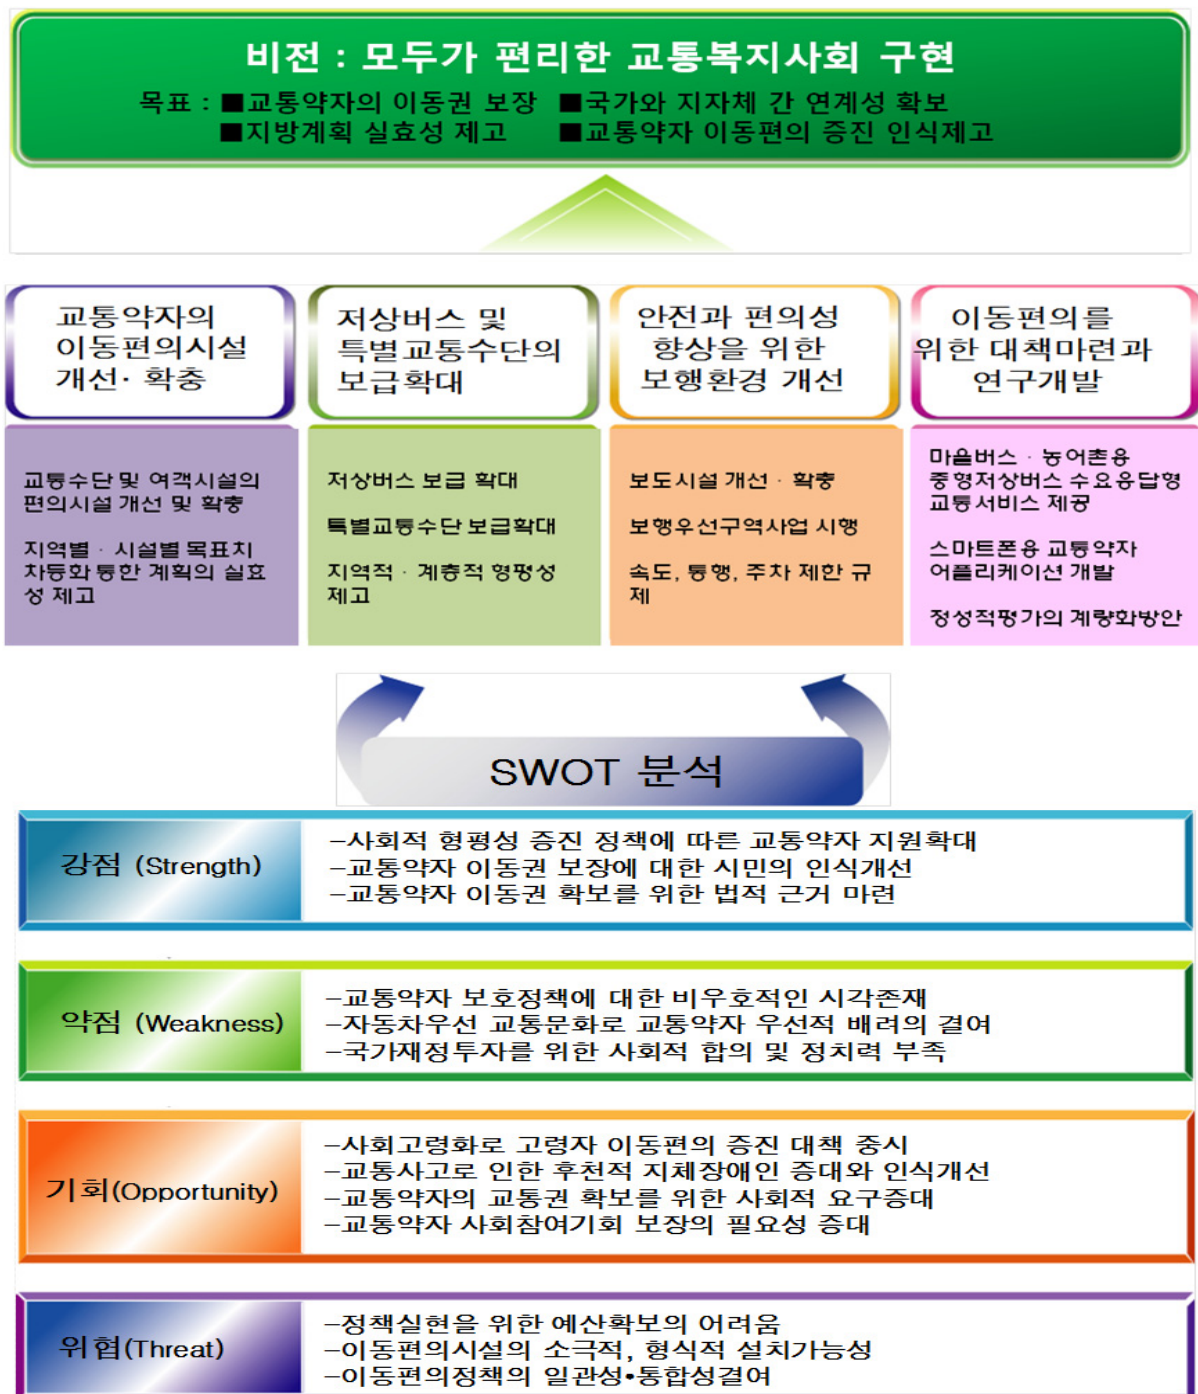 비전 : 모두가 편리한 교통복지사회 구현
목표 : ■교통약자의 이동권 보장 ■국가와 지자체 간 연계성 확보
■지방계획 실효성 제고 ■교통약자 이동편의 증진 인식제고
교통약자의
이동편의시설
개선· 확충
저상버스 및
특별교통수단의
보급확대
안전과 편의성
향상을 위한
보행환경 개선
이동편의를
위한 대책마련과
연구개발
교통수단 및 여객시설의
편의시설 개선 및 확충
지역별 · 시설별 목표치
차등화 통한 계획의 실효
성 제고
저상버스 보급 확대
특별교통수단 보급확대
지역적 · 계층적 형평성
제고
보도시설 개선 · 확충
보행우선구역사업 시행
속도, 통행, 주차 제한 규
제
마을버스 · 농어촌용
중형저상버스 수요응답형
교통서비스 제공
스마트폰용 교통약자
어플리케이션 개발
정성적평가의 계량화방안
SWOT 분석
강점 (Strength)
–사회적 형평성 증진 정책에 따른 교통약자 지원확대
–교통약자 이동권 보장에 대한 시민의 인식개선
–교통약자 이동권 확보를 위한 법적 근거 마련
약점 (Weakness)
–교통약자 보호정책에 대한 비우호적인 시각존재
–자동차우선 교통문화로 교통약자 우선적 배려의 결여
–국가재정투자를 위한 사회적 합의 및 정치력 부족
기회(Opportunity)
–사회고령화로 고령자 이동편의 증진 대책 중시
–교통사고로 인한 후천적 지체장애인 증대와 인식개선
–교통약자의 교통권 확보를 위한 사회적 요구증대
–교통약자 사회참여기회 보장의 필요성 증대
위협(Threat)
–정책실현을 위한 예산확보의 어려움
–이동편의시설의 소극적, 형식적 설치가능성
–이동편의정책의 일관성•통합성결여